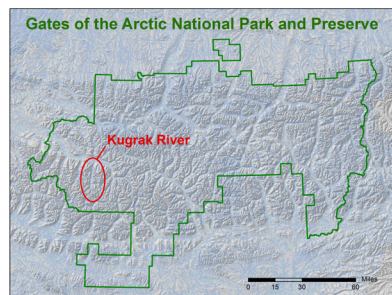 Gates of the Arctic National Park and Preserve
Kugrak River
Miles
0 15 30 60